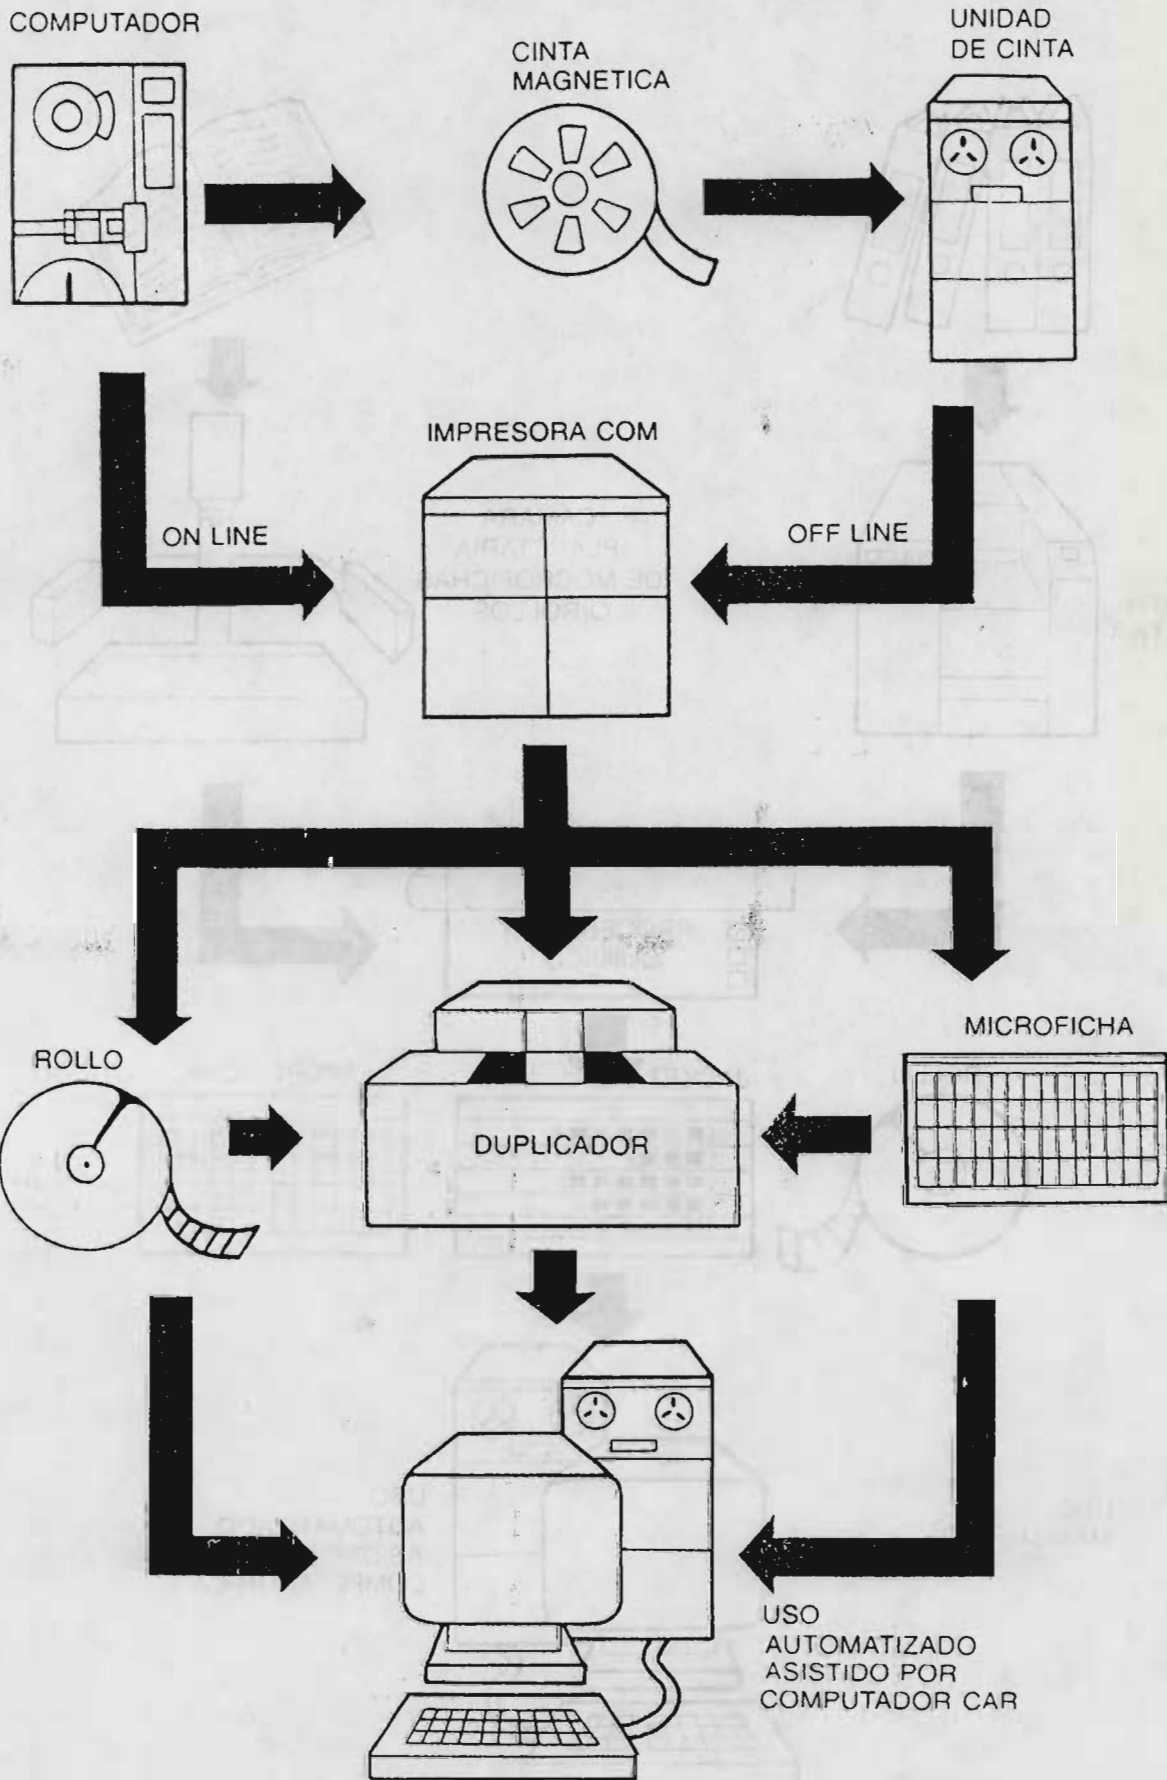 COMPUTADOR
CINTA
MAGNETICA
UNIDAD
DE CINTA
IMPRESORA COM
ON LINE
OFF LINE
ROLLO
DUPLICADOR
MICROFICHA
USO
AUTOMATIZADO
ASISTIDO POR
COMPUTADOR CAR